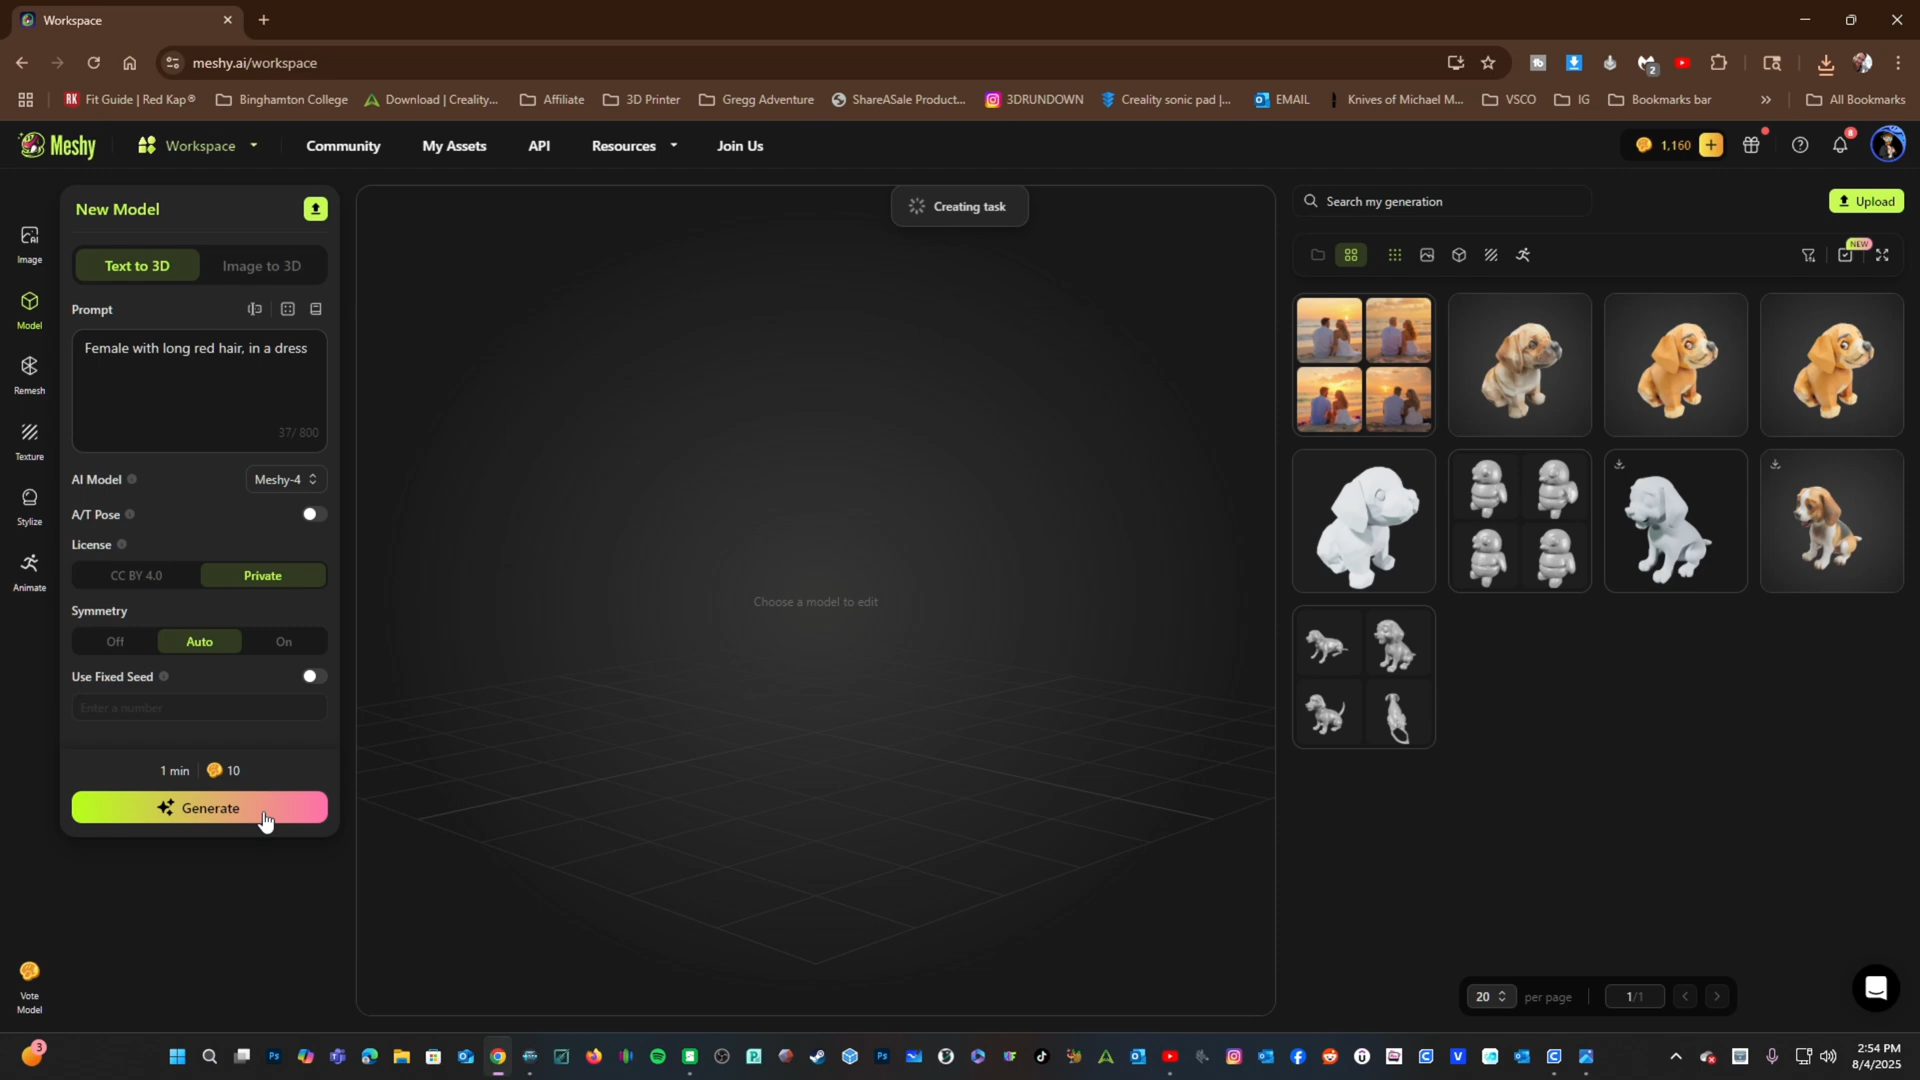 Workspace
meshy.ai/workspace
2
RK Fit Guide | Red Kap®
Binghamton College
Download | Creality...
Affiliate
3D Printer
Gregg Adventure
ShareASale Product...
3DRUNDOWN
Creality sonic pad |...
EMAIL
Knives of Michael M...
VSCO
IG
Bookmarks bar
»
All Bookmarks
Meshy
Workspace
Community
My Assets
API
Resources
Join Us
1,160
8
New Model
Creating task
Search my generation
Upload
Image
Text to 3D
Image to 3D
NEW
Prompt
Model
Female with long red hair, in a dress
Remesh
37/ 800
Texture
AI Model
Meshy-4
A/T Pose
Stylize
License
CC BY 4.0
Private
Animate
Symmetry
Choose a model to edit
Off
Auto
On
Use Fixed Seed
Enter a number
1 min
10
Generate
Vote
Model
20
per page
1/1
3
2:54 PM
8/4/2025